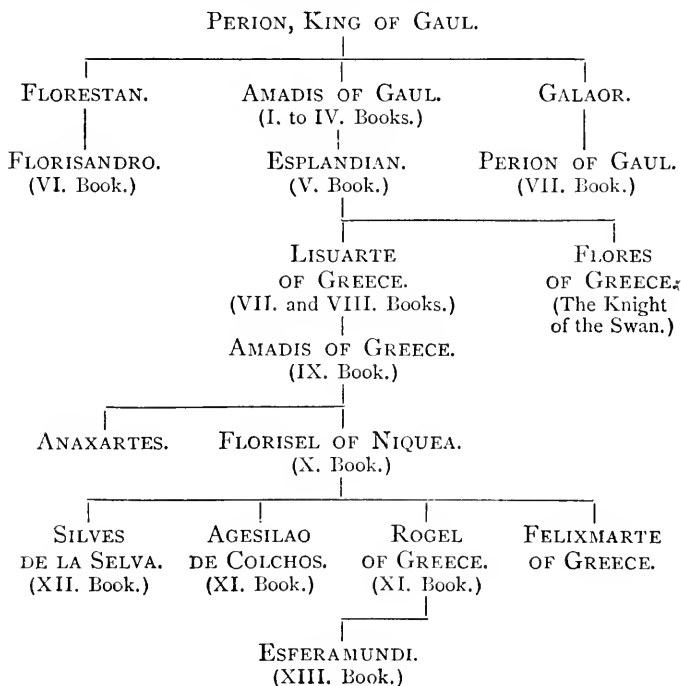 PERION, KING OF GAUL.
FLORESTAN. AMADIS OF GAUL. GALAOR.
(I. to IV. Books.)
FLORISANDRO. ESPLANDIAN. PERION OF GAUL.
(VI. Book.) (V. Book.) (VII. Book.)
LISUARTE FLORES
OF GREECE. OF GREECE.
(VII. and VIII. Books.) (The Knight
of the Swan.)
AMADIS OF GREECE.
(IX. Book.)
ANAXARTES. FLORISEL OF NIQUEA.
(X. Book.)
SILVES AGESILAO ROGEL FELIXMARTE
DE LA SELVA. DE COLCHOS. OF GREECE. OF GREECE.
(XII. Book.) (XI. Book.) (XI. Book.)
ESFERAMUNDI.
(XIII. Book.)